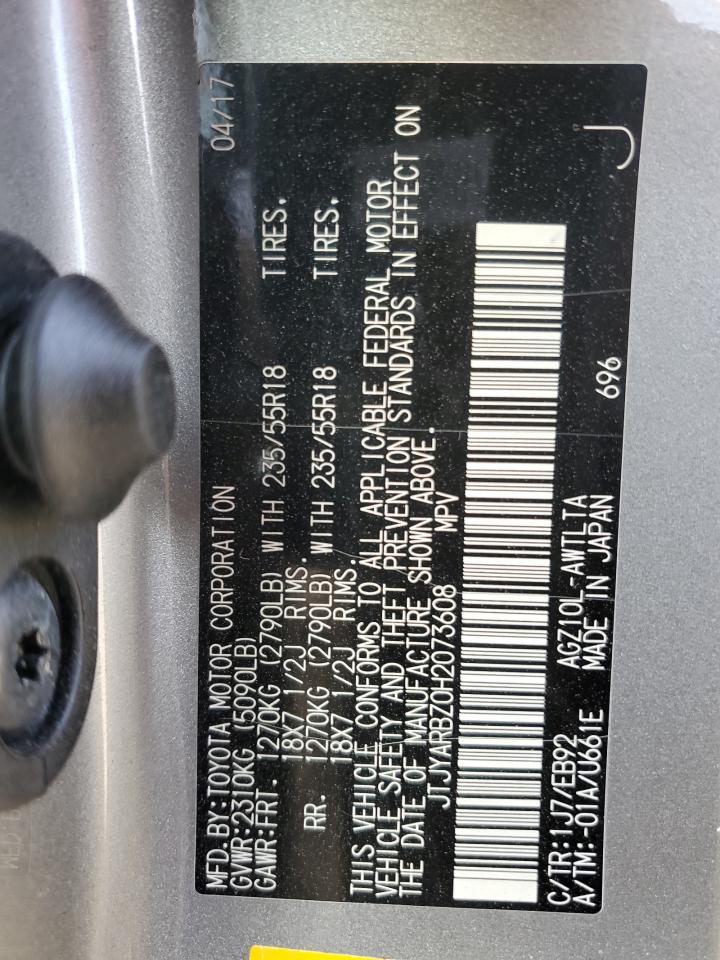 MFD.BY:TOYOTA MOTOR CORPORATION 04/17
GVWR:2310KG (5090LB)
GAWR:FRT. 1270KG (2790LB) WITH 235/55R18 TIRES.
18X7 1/2J RIMS.
RR. 1270KG (2790LB) WITH 235/55R18 TIRES.
18X7 1/2J RIMS.
THIS VEHICLE CONFORMS TO ALL APPLICABLE FEDERAL MOTOR
VEHICLE SAFETY AND THEFT PREVENTION STANDARDS IN EFFECT ON
THE DATE OF MANUFACTURE SHOWN ABOVE.
JTJYARBZ0H2073608 MPV
C/TR:1J7/EB92 AGZ10L-AWTLTA
A/TM:-01A/U661E MADE IN JAPAN 696 J